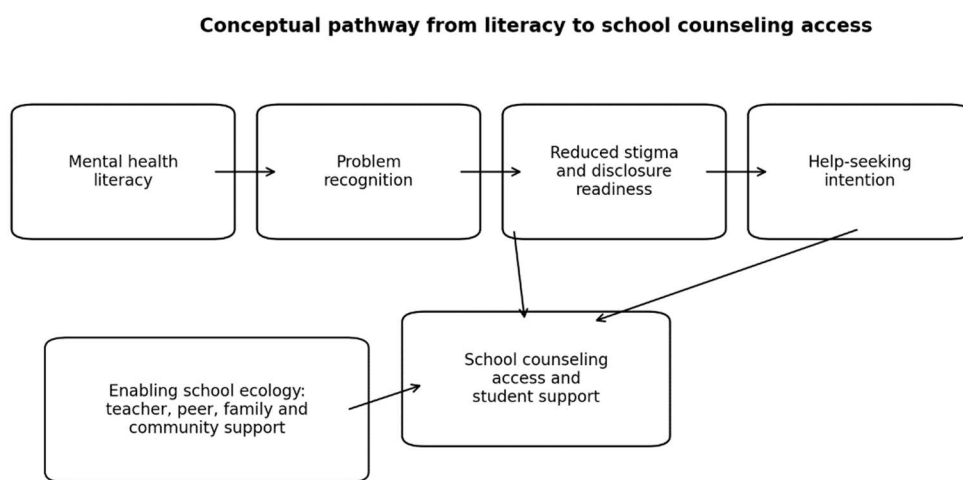 Conceptual pathway from literacy to school counseling access
Mental health
literacy
Problem
recognition
Reduced stigma
and disclosure
readiness
Help-seeking
intention
School counseling
access and
student support
Enabling school ecology:
teacher, peer, family and
community support